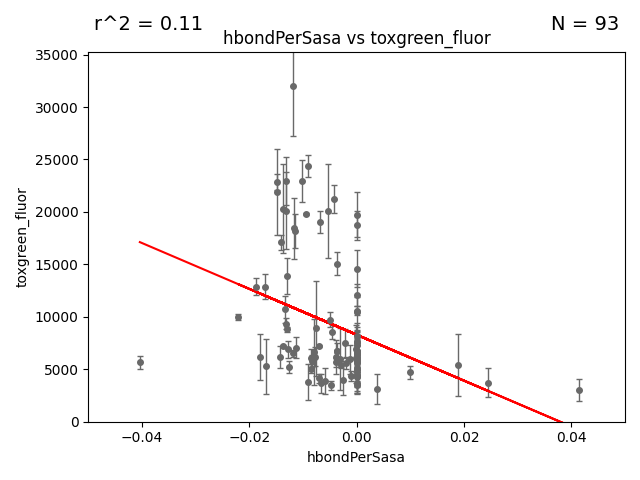 r^2 = 0.11
N = 93
hbondPerSasa vs toxgreen_fluor
toxgreen_fluor
35000
30000
25000
20000
15000
10000
5000
0
−0.04
−0.02
0.00
0.02
0.04
hbondPerSasa